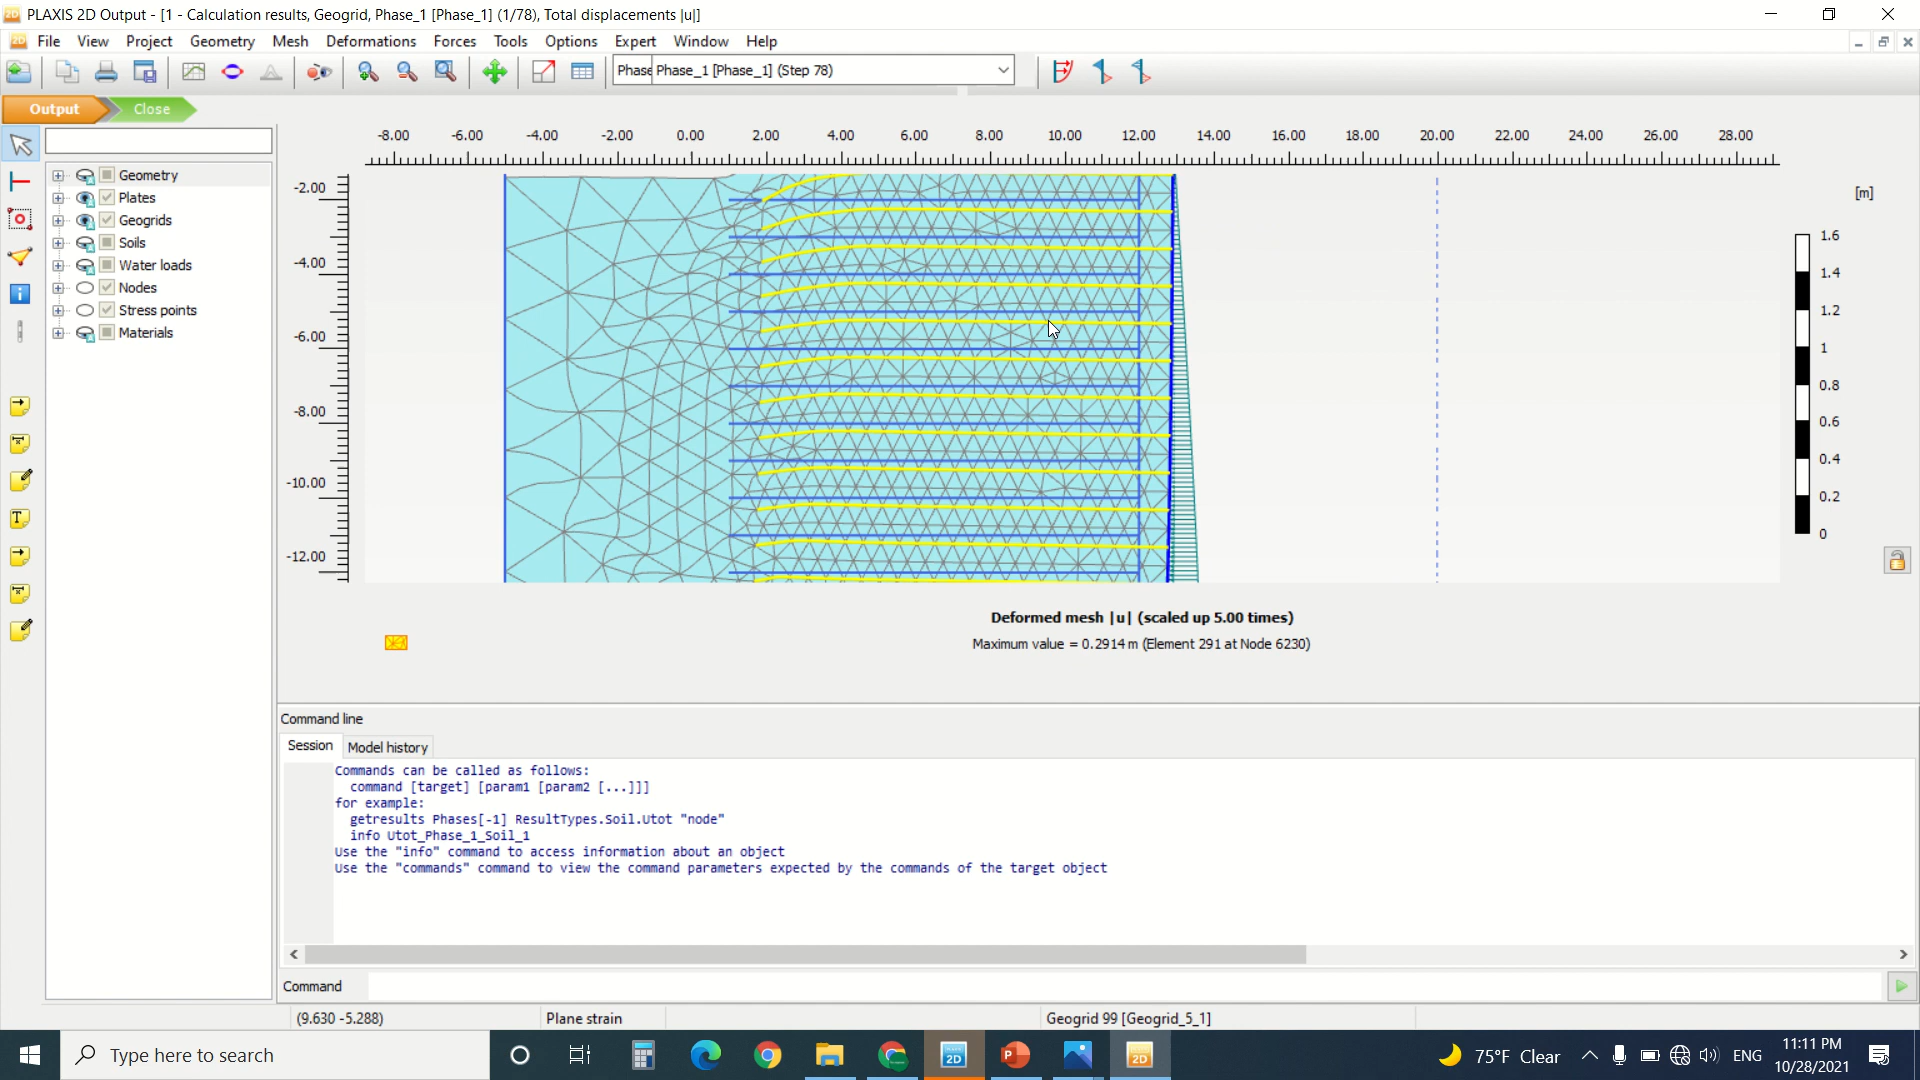 PLAXIS 2D Output - [1 - Calculation results, Geogrid, Phase_1 [Phase_1] (1/78), Total displacements |u|]
File View Project Geometry Mesh Deformations Forces Tools Options Expert Window Help
Phase Phase_1 [Phase_1] (Step 78)
Output Close
-8.00 -6.00 -4.00 -2.00 0.00 2.00 4.00 6.00 8.00 10.00 12.00 14.00 16.00 18.00 20.00 22.00 24.00 26.00 28.00
Geometry
Plates
Geogrids
Soils
Water loads
Nodes
Stress points
Materials
-2.00
-4.00
-6.00
-8.00
-10.00
-12.00
[m]
1.6
1.4
1.2
1
0.8
0.6
0.4
0.2
0
Deformed mesh |u| (scaled up 5.00 times)
Maximum value = 0.2914 m (Element 291 at Node 6230)
Command line
Session Model history
Commands can be called as follows:
command [target] [param1 [param2 [...]]]
for example:
getresults Phases[-1] ResultTypes.Soil.Utot "node"
info Utot_Phase_1_Soil_1
Use the "info" command to access information about an object
Use the "commands" command to view the command parameters expected by the commands of the target object
Command
(9.630 -5.288) Plane strain Geogrid 99 [Geogrid_5_1]
Type here to search
2D
P
2D
75°F Clear
ENG
11:11 PM
10/28/2021